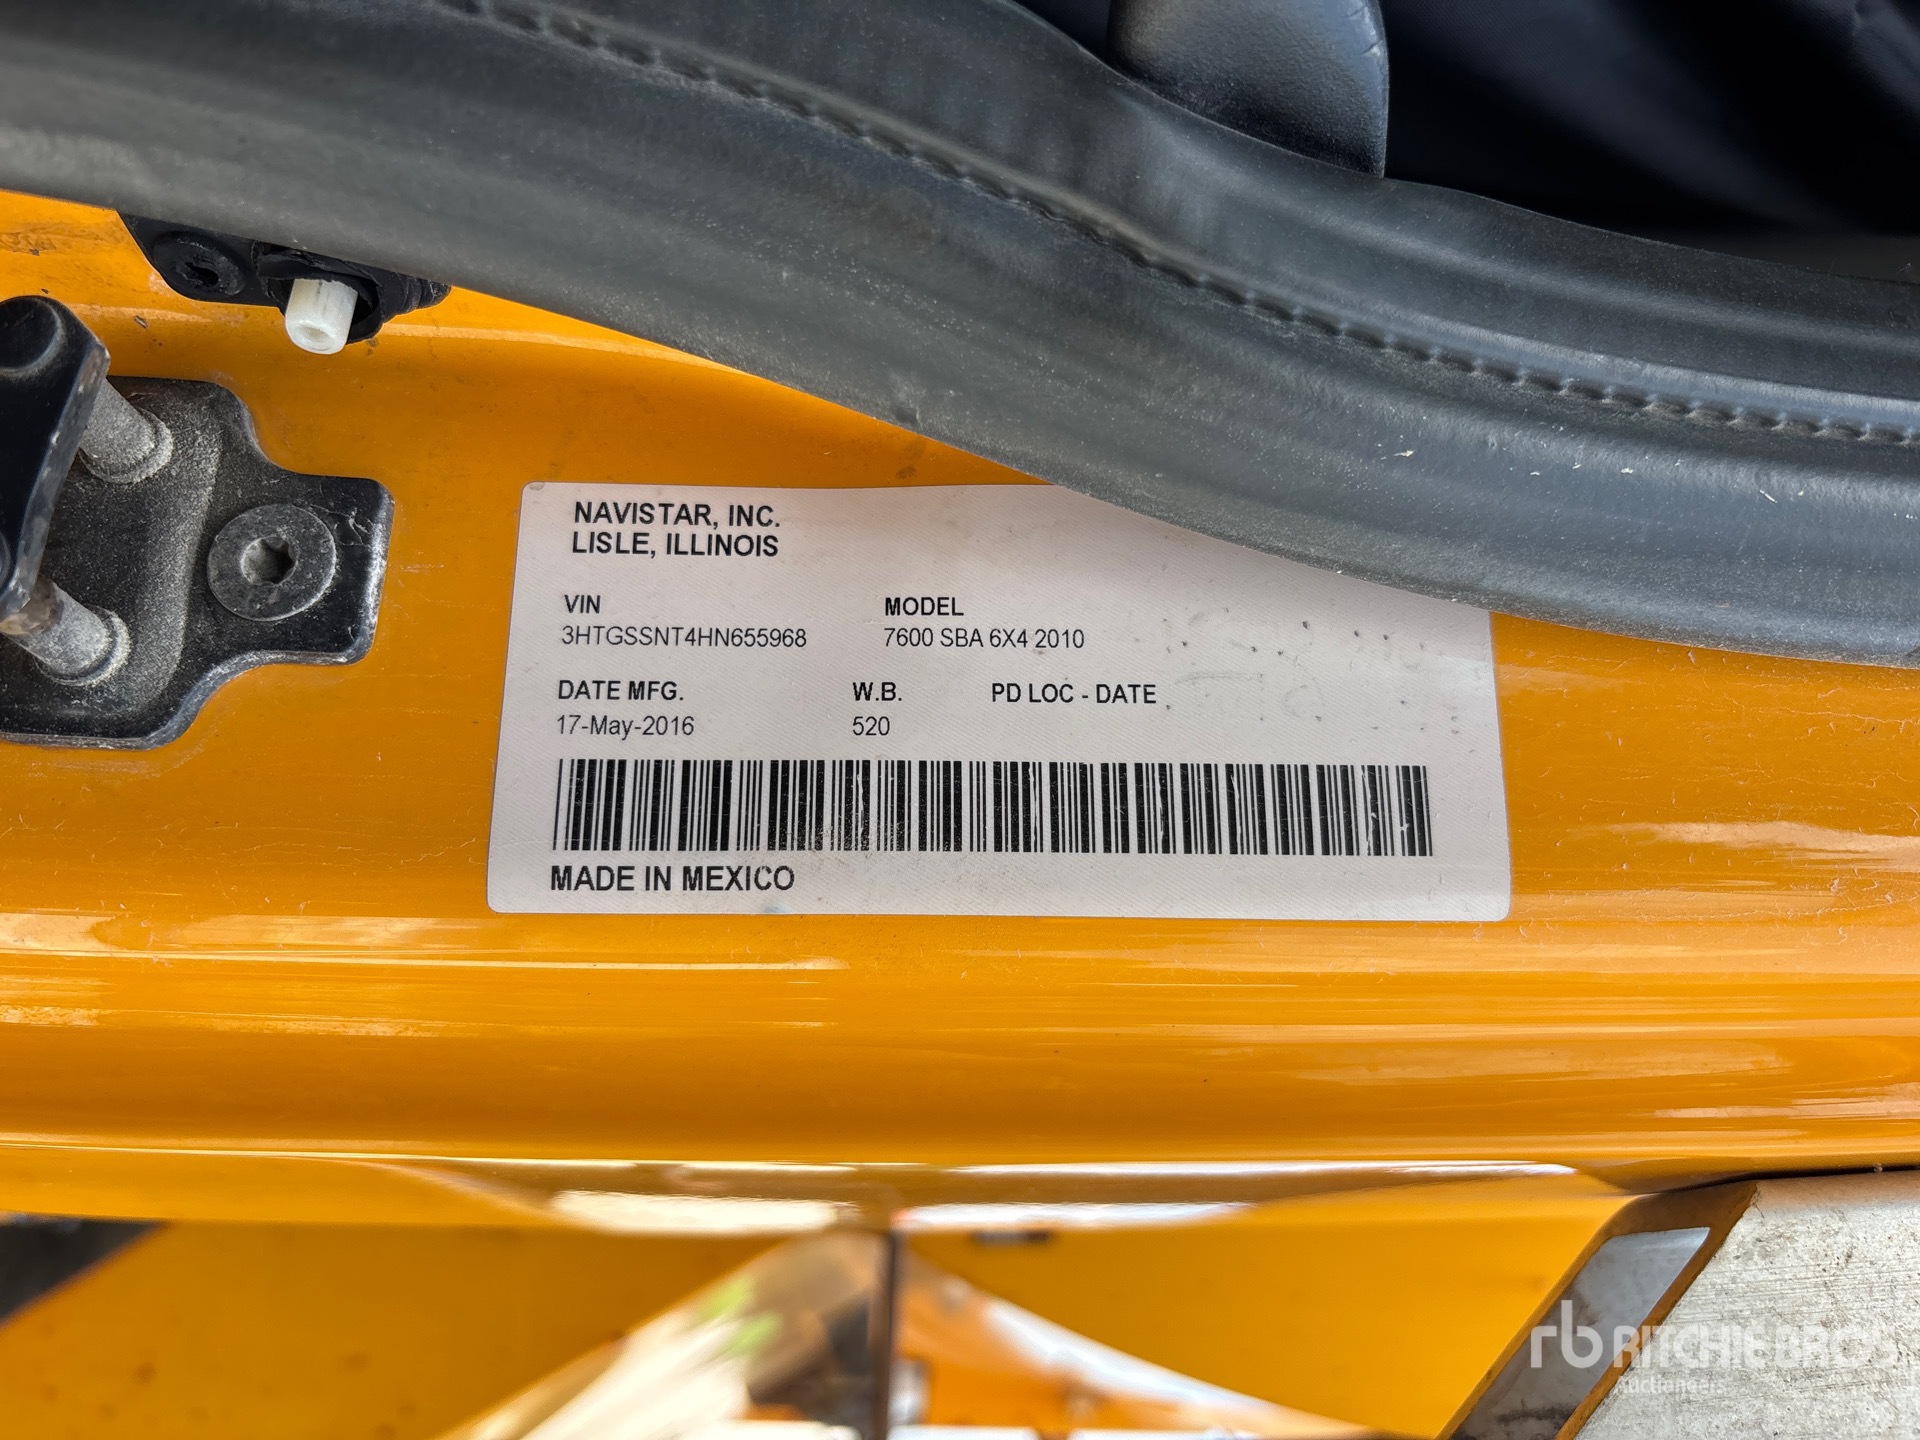 NAVISTAR, INC.
LISLE, ILLINOIS
VIN MODEL
3HTGSSNT4HN655968 7600 SBA 6X4 2010
DATE MFG. W.B. PD LOC - DATE
17-May-2016 520
MADE IN MEXICO
rb RITCHIE BROS
Auctioneers